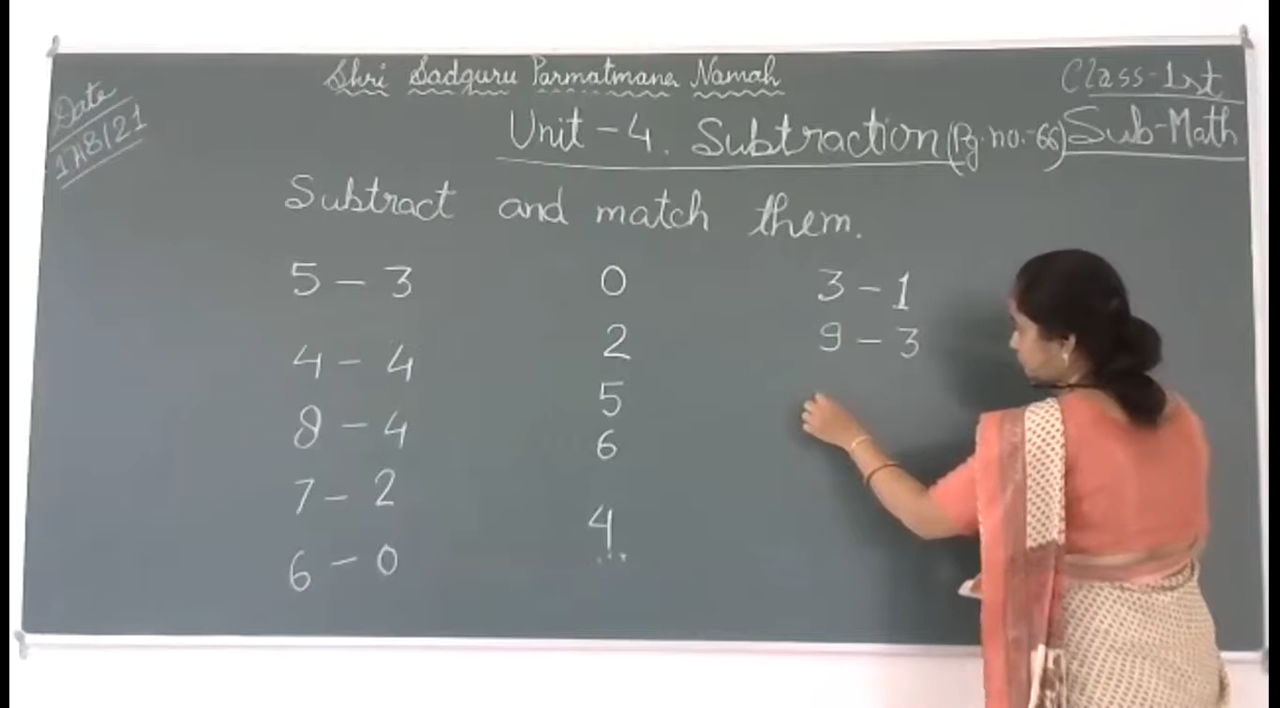 Shri Sadguru Parmatmane Namah
Date
17/8/21
Class-1st
Unit-4. Subtraction (Pg.no.-66) Sub-Math
Subtract and match them.
5 - 3 0 3 - 1
4 - 4 2 9 - 3
8 - 4 5
7 - 2 6
6 - 0 4